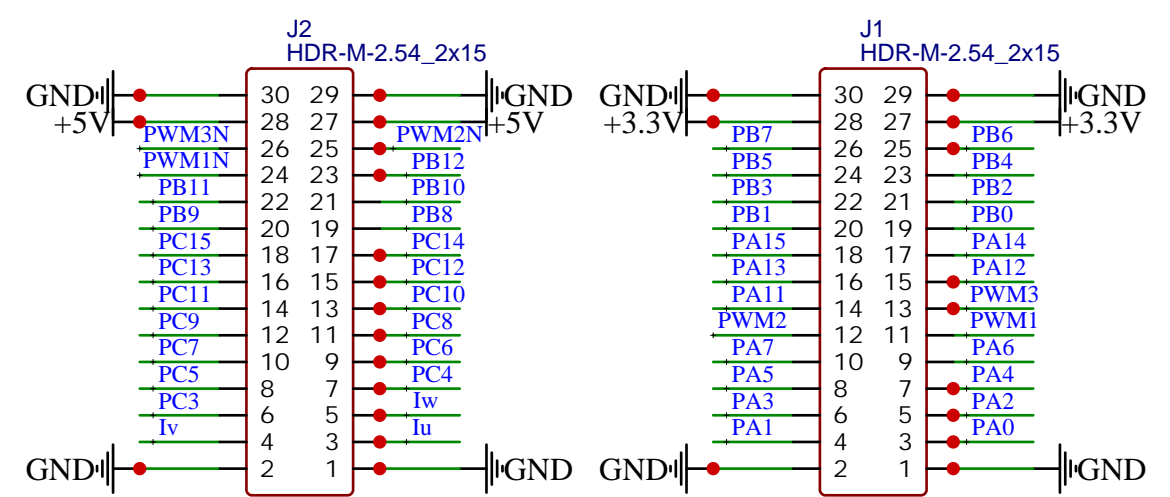 J2
HDR-M-2.54_2x15
GND 30 29 GND
+5V 28 27 +5V
PWM3N 26 25 PWM2N
PWM1N 24 23 PB12
PB11 22 21 PB10
PB9 20 19 PB8
PC15 18 17 PC14
PC13 16 15 PC12
PC11 14 13 PC10
PC9 12 11 PC8
PC7 10 9 PC6
PC5 8 7 PC4
PC3 6 5 Iw
Iv 4 3 Iu
GND 2 1 GND
J1
HDR-M-2.54_2x15
GND 30 29 GND
+3.3V 28 27 +3.3V
PB7 26 25 PB6
PB5 24 23 PB4
PB3 22 21 PB2
PB1 20 19 PB0
PA15 18 17 PA14
PA13 16 15 PA12
PA11 14 13 PWM3
PWM2 12 11 PWM1
PA7 10 9 PA6
PA5 8 7 PA4
PA3 6 5 PA2
PA1 4 3 PA0
GND 2 1 GND